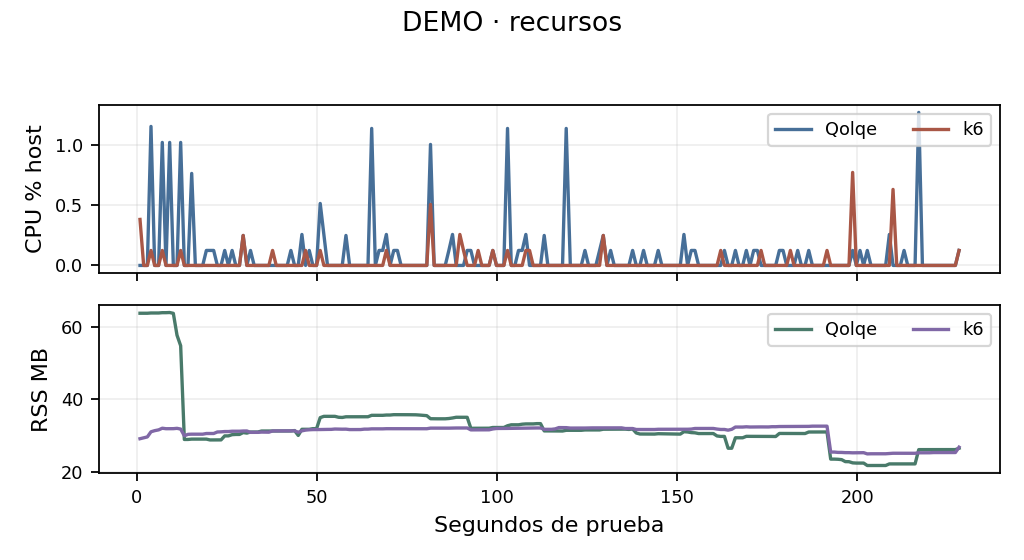 DEMO · recursos
CPU % host
1.0
0.5
0.0
Qolqe
k6
RSS MB
60
40
20
Qolqe
k6
0
50
100
150
200
Segundos de prueba